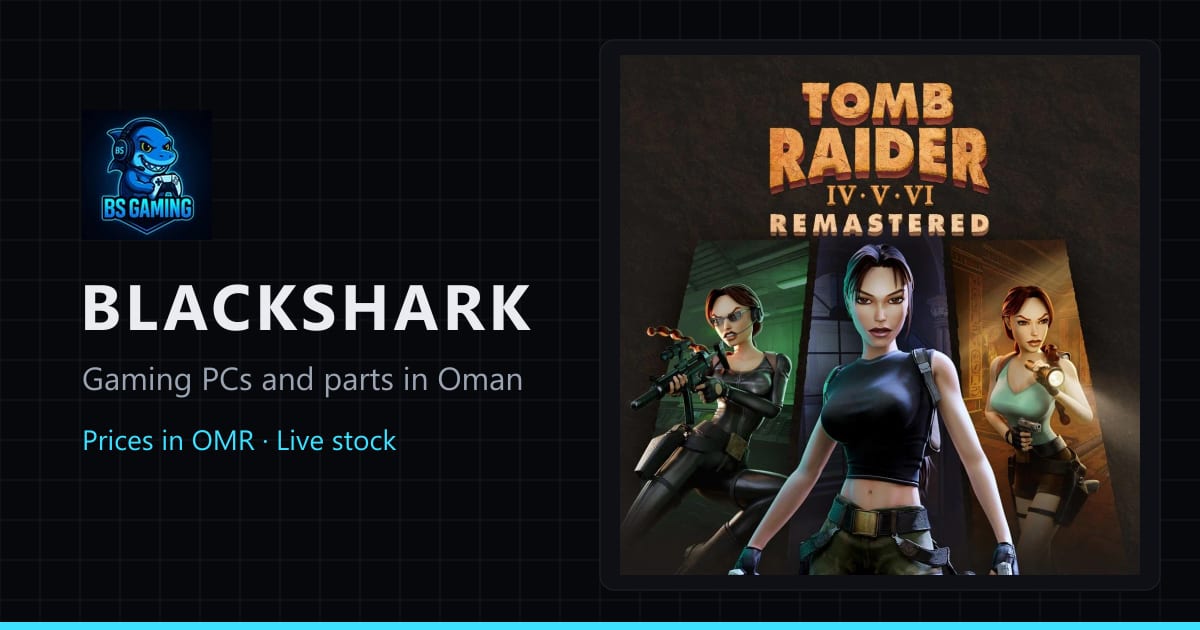 BS
BS GAMING
BLACKSHARK
Gaming PCs and parts in Oman
Prices in OMR · Live stock
TOMB
RAIDER
IV·V·VI
REMASTERED